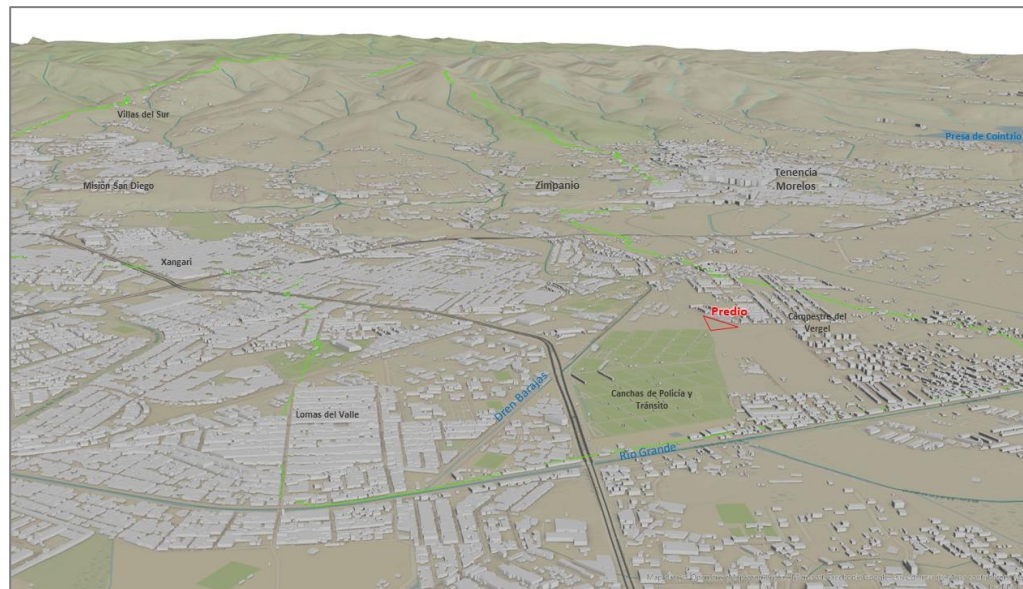 Villas del Sur
Presa de Cointzio
Misión San Diego
Zimpanio
Tenencia
Morelos
Xangari
Predio
Campestre del
Vergel
Dren Barajas
Canchas de Policía y
Tránsito
Lomas del Valle
Río Grande